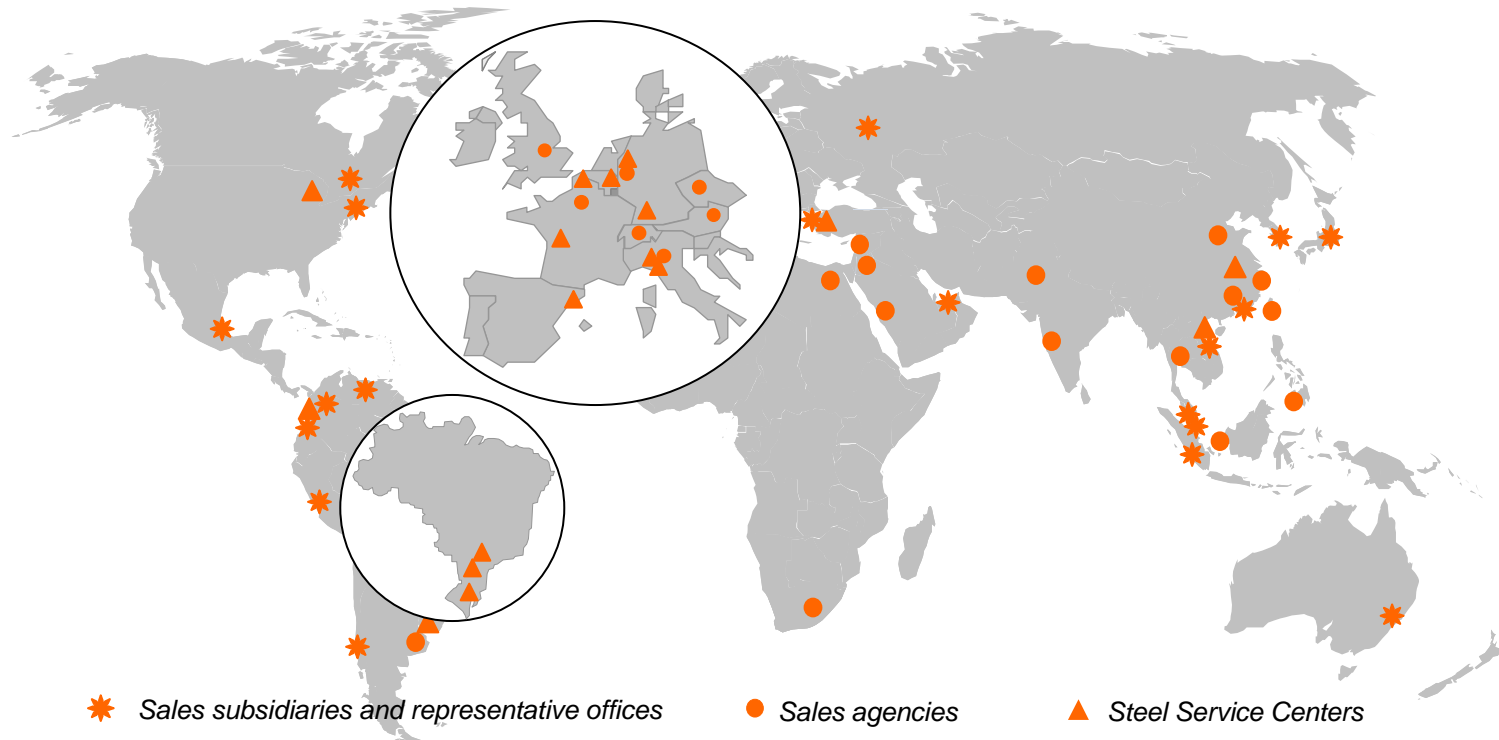 Sales subsidiaries and representative offices
Sales agencies
Steel Service Centers